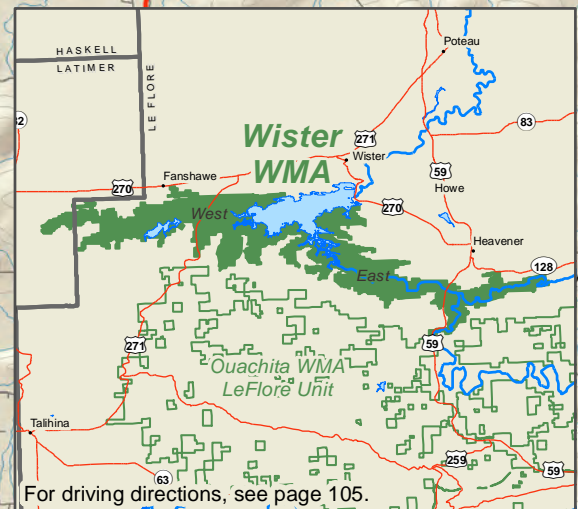 Poteau
HASKELL
LATIMER
LE FLORE
82
83
Wister
WMA
271
Wister
59
Howe
Fanshawe
270
270
West
Heavener
East
128
59
271
Ouachita WMA
LeFlore Unit
Talihina
63
259
59
For driving directions, see page 105.